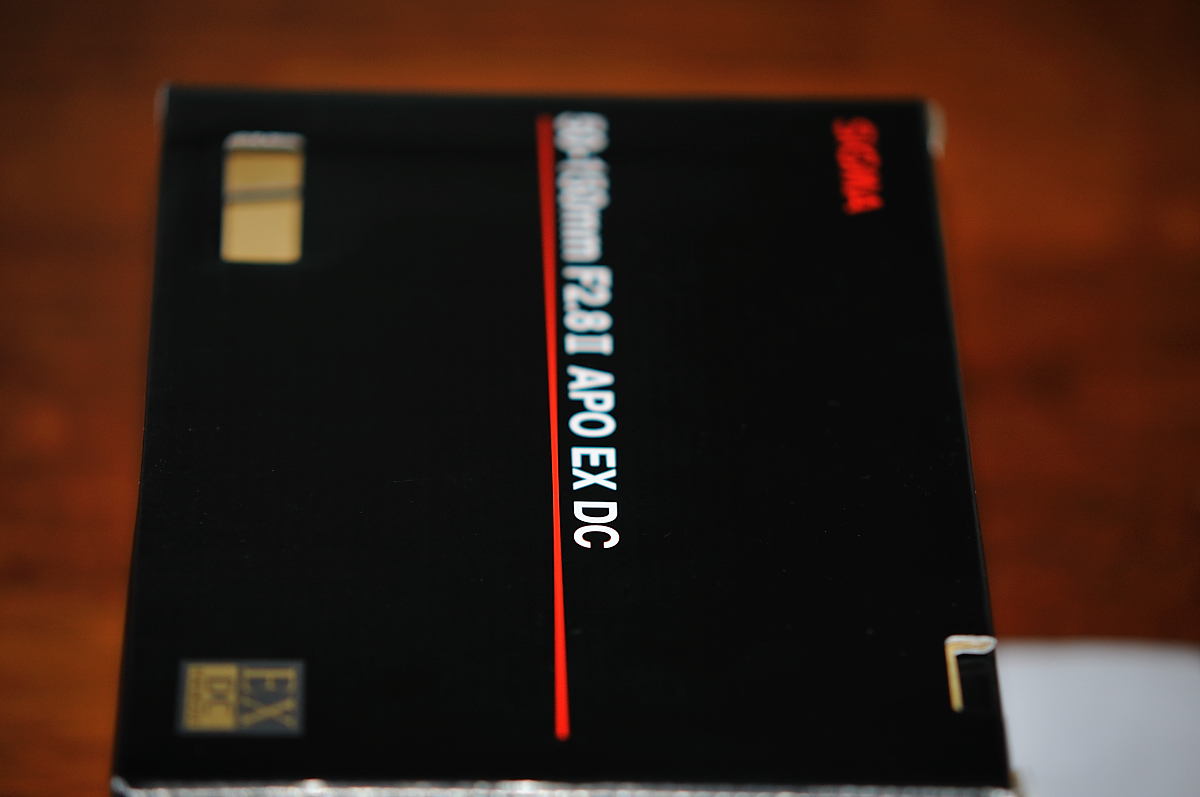 SIGMA
50-150mm F2.8 II APO EX DC
EX
DC